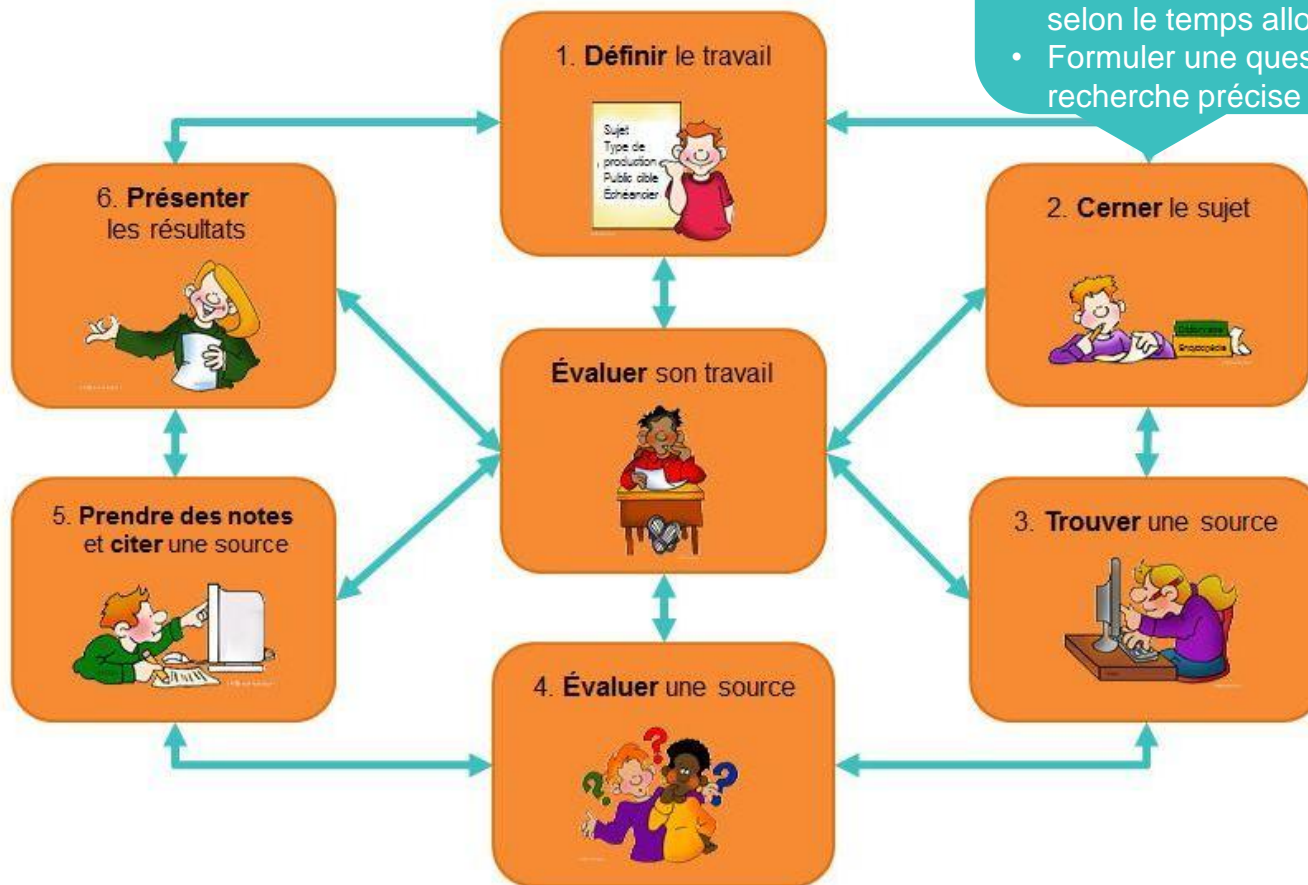 selon le temps allo
• Formuler une ques
recherche précise
1. Définir le travail
Sujet
Type de
production
Public cible
Échéancier
6. Présenter
les résultats
2. Cerner le sujet
Dictionnaire
Encyclopédie
Évaluer son travail
5. Prendre des notes
et citer une source
3. Trouver une source
4. Évaluer une source
? ? ?